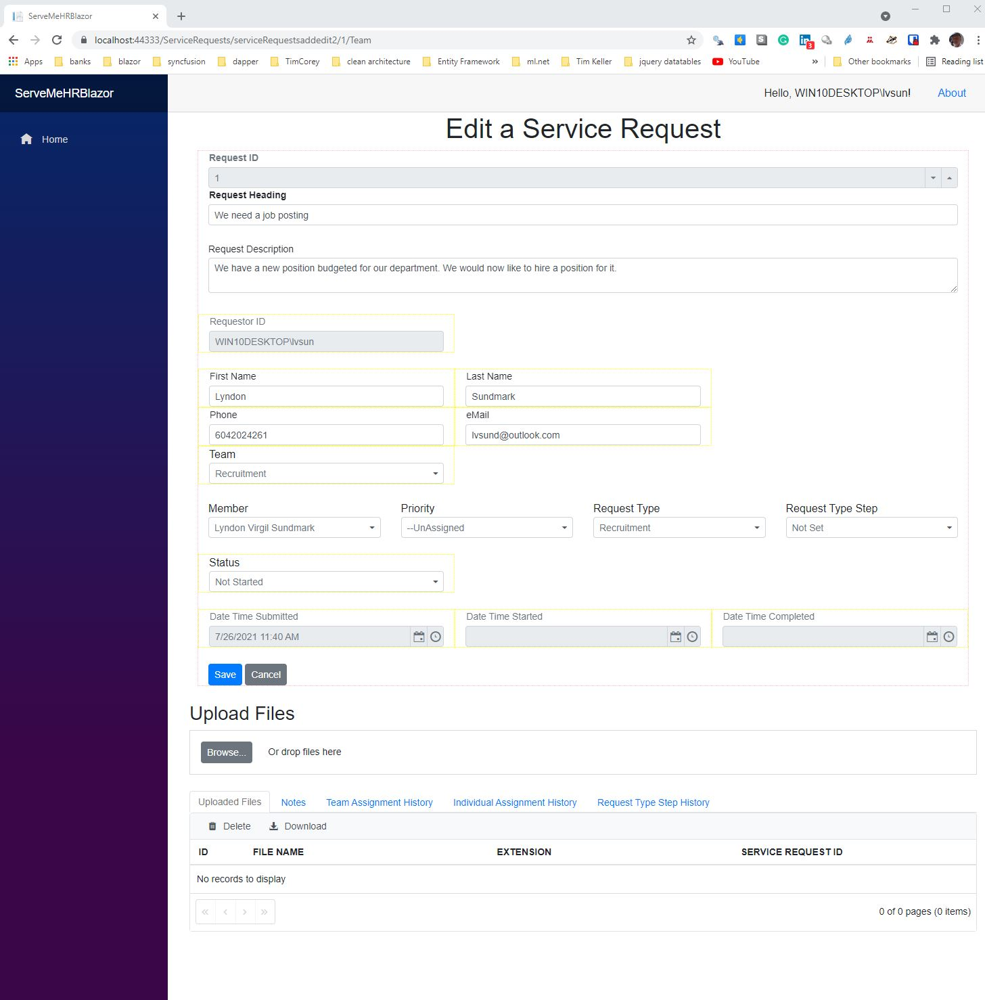 ServeMeHRBlazor
localhost:44333/ServiceRequests/serviceRequestsaddedit2/1/Team
3
Apps banks blazor syncfusion dapper TimCorey clean architecture Entity Framework ml.net Tim Keller jquery datatables YouTube » Other bookmarks Reading list
ServeMeHRBlazor
Hello, WIN10DESKTOP\lvsun! About
Home
Edit a Service Request
Request ID
1
Request Heading
We need a job posting
Request Description
We have a new position budgeted for our department. We would now like to hire a position for it.
Requestor ID
WIN10DESKTOP\lvsun
First Name Last Name
Lyndon Sundmark
Phone eMail
6042024261 lvsund@outlook.com
Team
Recruitment
Member Priority Request Type Request Type Step
Lyndon Virgil Sundmark --UnAssigned Recruitment Not Set
Status
Not Started
Date Time Submitted Date Time Started Date Time Completed
7/26/2021 11:40 AM
Save Cancel
Upload Files
Browse... Or drop files here
Uploaded Files Notes Team Assignment History Individual Assignment History Request Type Step History
Delete Download
ID FILE NAME EXTENSION SERVICE REQUEST ID
No records to display
« ‹ › » 0 of 0 pages (0 items)